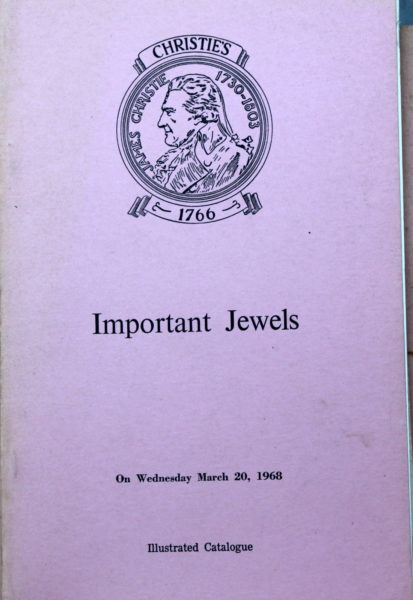 CHRISTIE'S
JAMES CHRISTIE 1730-1803
1766
Important Jewels
On Wednesday March 20, 1968
Illustrated Catalogue